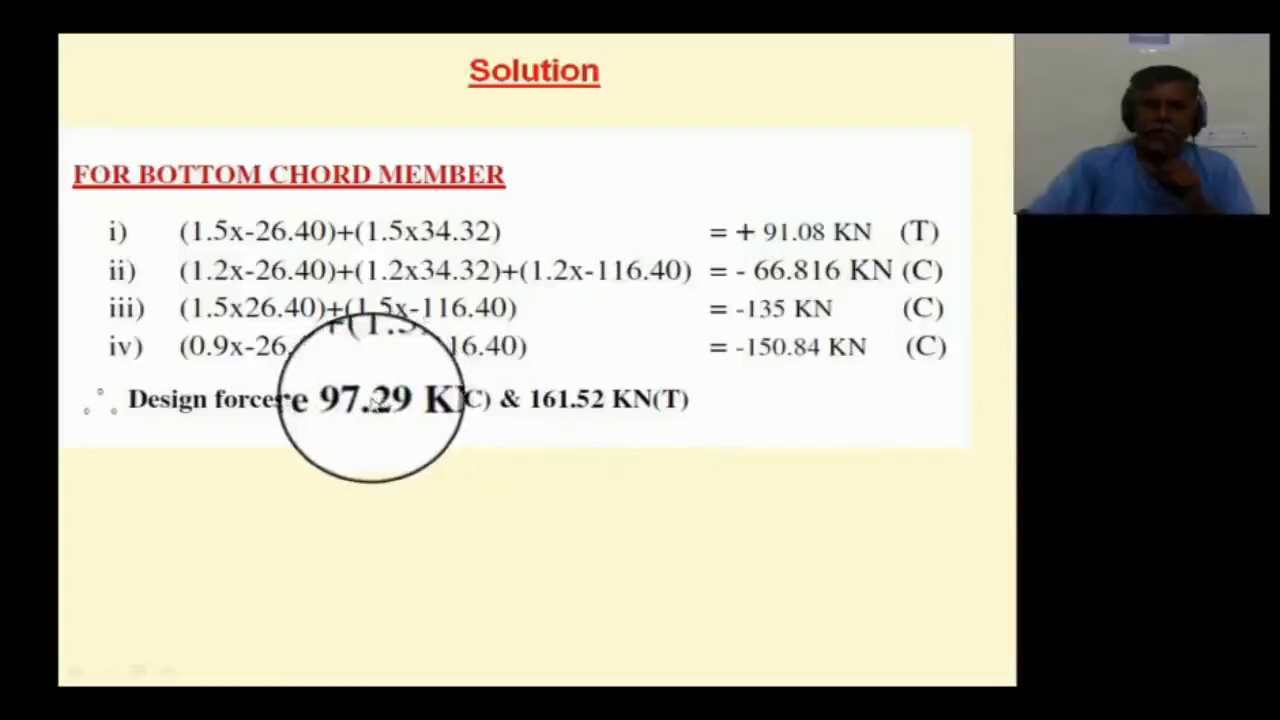 Solution
FOR BOTTOM CHORD MEMBER
i) (1.5x-26.40)+(1.5x34.32) = + 91.08 KN (T)
ii) (1.2x-26.40)+(1.2x34.32)+(1.2x-116.40) = - 66.816 KN (C)
iii) (1.5x26.40)+(1.5x-116.40) = -135 KN (C)
iv) (0.9x-26. 16.40) = -150.84 KN (C)
∴ Design forces e 97.29 K C) & 161.52 KN(T)